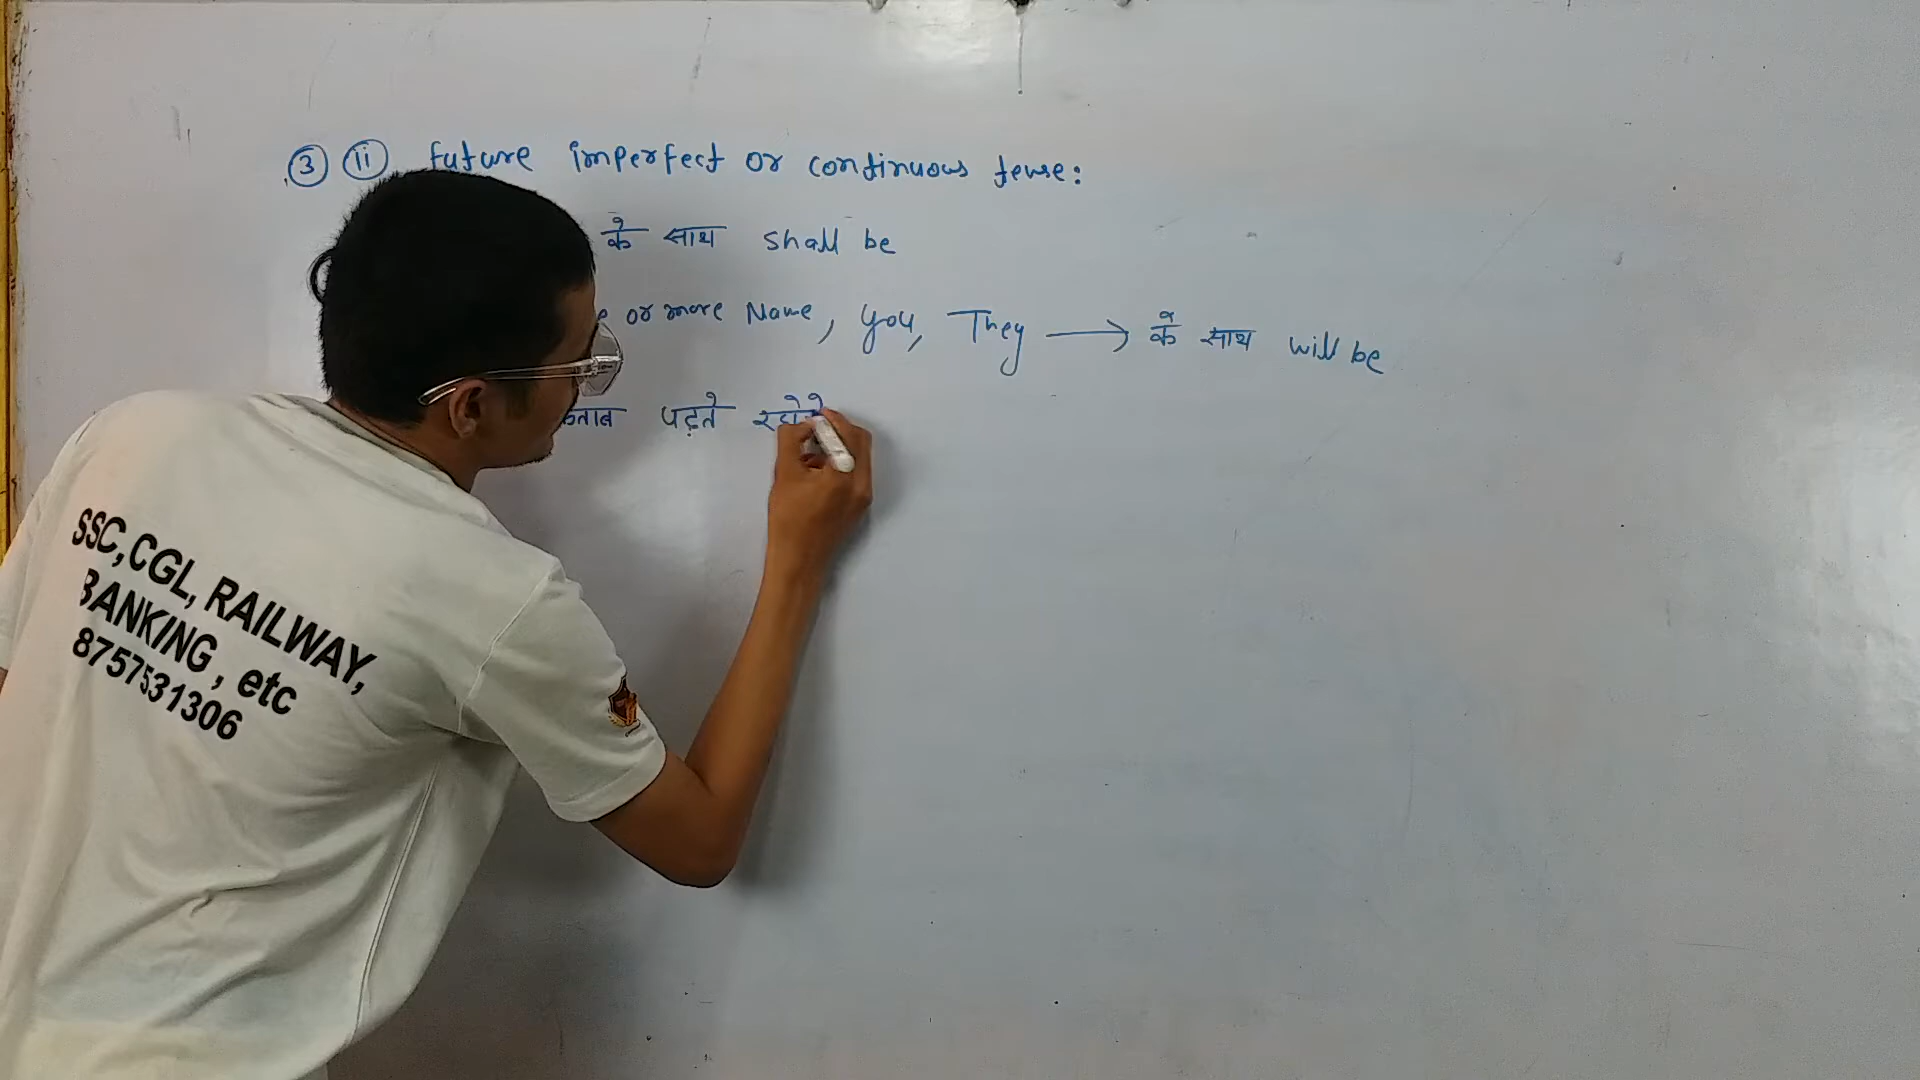 3 ii Future imperfect or continuous tense:
के साथ shall be
or more Name, you, They → के साथ will be
पढ़ते
SSC, CGL, RAILWAY,
BANKING, etc
8757531306